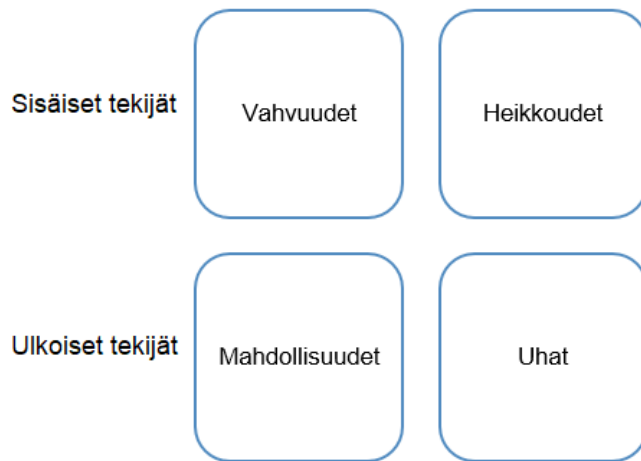 Sisäiset tekijät
Vahvuudet
Heikkoudet
Ulkoiset tekijät
Mahdollisuudet
Uhat